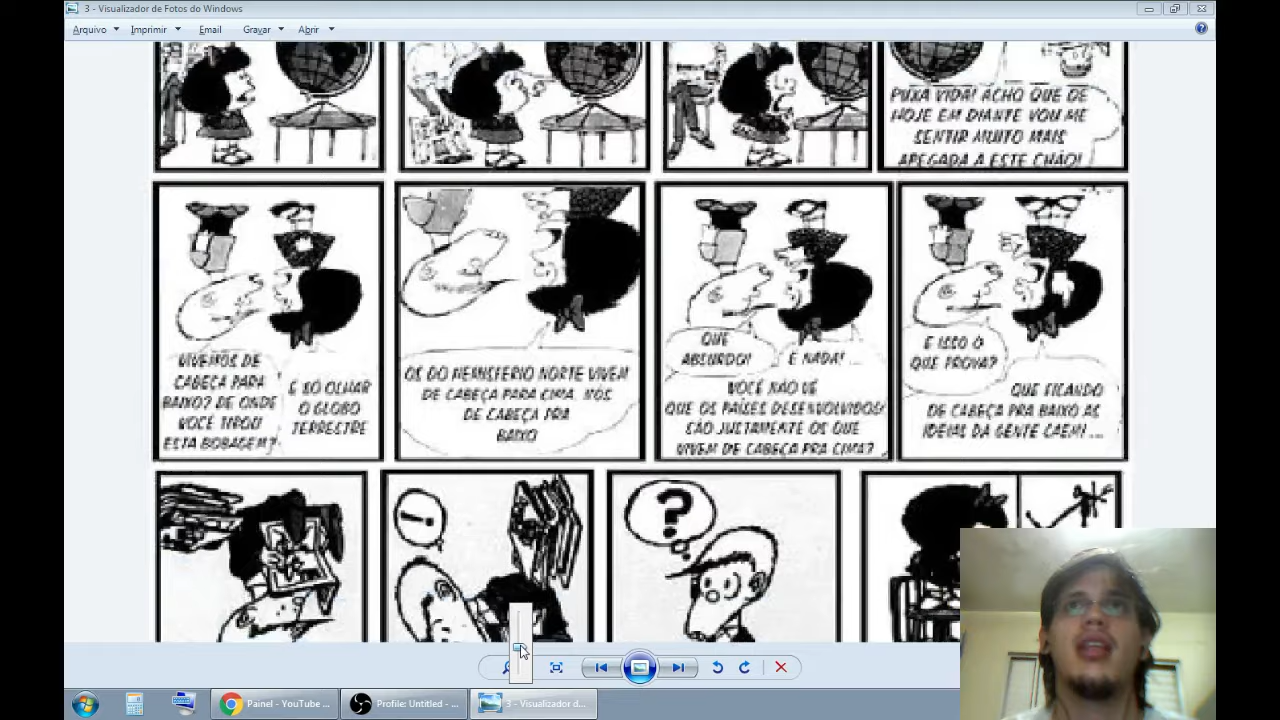 3 - Visualizador de Fotos do Windows
Arquivo Imprimir Email Gravar Abrir
PUXA VIDA! ACHO QUE DE
HOJE EM DIANTE VOU ME
SENTIR MUITO MAIS
APEGADA A ESTE CHÃO!
VIVEMOS DE
CABEÇA PARA
BAIXO? DE ONDE
VOCÊ TIROU
ESTA BOBAGEM?
É SÓ OLHAR
O GLOBO
TERRESTRE
OS DO HEMISFÉRIO NORTE VIVEM
DE CABEÇA PARA CIMA. NÓS
DE CABEÇA PRA
BAIXO
QUE
ABSURDO!
É NADA! ...
VOCÊ NÃO VÊ
QUE OS PAÍSES DESENVOLVIDOS
SÃO JUSTAMENTE OS QUE
VIVEM DE CABEÇA PRA CIMA?
E ISSO O
QUE PROVA?
QUE FICANDO
DE CABEÇA PRA BAIXO AS
IDEIAS DA GENTE CAEM! ...
!
?
Painel - YouTube ...
Profile: Untitled - ...
Visualizador d...